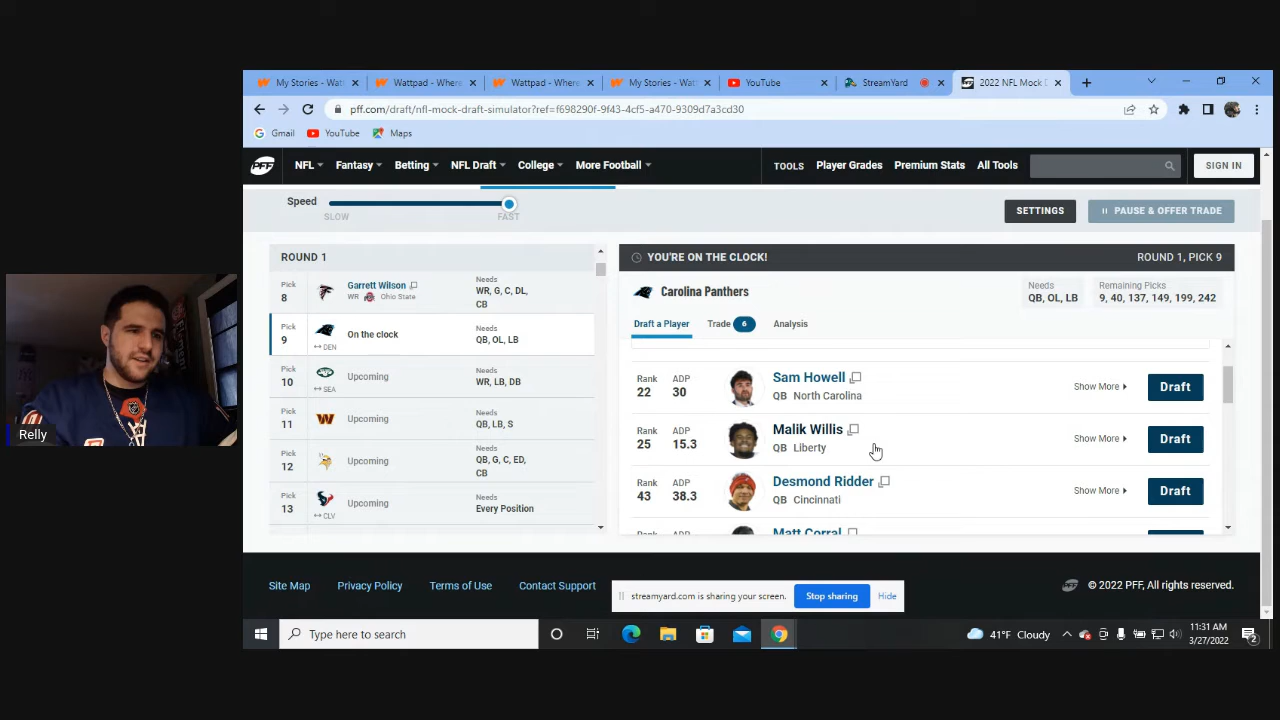 My Stories - Wat
Wattpad - Where
Wattpad - Where
My Stories - Wat
YouTube
StreamYard
2022 NFL Mock D
pff.com/draft/nfl-mock-draft-simulator?ref=f698290f-9f43-4cf5-a470-9309d7a3cd30
Gmail YouTube Maps
PFF NFL Fantasy Betting NFL Draft College More Football TOOLS Player Grades Premium Stats All Tools SIGN IN
Speed
SLOW FAST
SETTINGS
PAUSE & OFFER TRADE
ROUND 1
Pick 8
Garrett Wilson
WR Ohio State
Needs
WR, G, C, DL,
CB
Pick 9
DEN
On the clock
Needs
QB, OL, LB
Pick 10
SEA
Upcoming
Needs
WR, LB, DB
Pick 11
Upcoming
Needs
QB, LB, S
Pick 12
Upcoming
Needs
QB, G, C, ED,
CB
Pick 13
CLV
Upcoming
Needs
Every Position
YOU'RE ON THE CLOCK!
ROUND 1, PICK 9
Carolina Panthers
Needs
QB, OL, LB
Remaining Picks
9, 40, 137, 149, 199, 242
Draft a Player Trade 6 Analysis
Rank 22 ADP 30
Sam Howell
QB North Carolina
Show More Draft
Rank 25 ADP 15.3
Malik Willis
QB Liberty
Show More Draft
Rank 43 ADP 38.3
Desmond Ridder
QB Cincinnati
Show More Draft
Matt Corral
Relly
Site Map Privacy Policy Terms of Use Contact Support
© 2022 PFF, All rights reserved.
streamyard.com is sharing your screen. Stop sharing Hide
Type here to search
41°F Cloudy
11:31 AM
3/27/2022
2